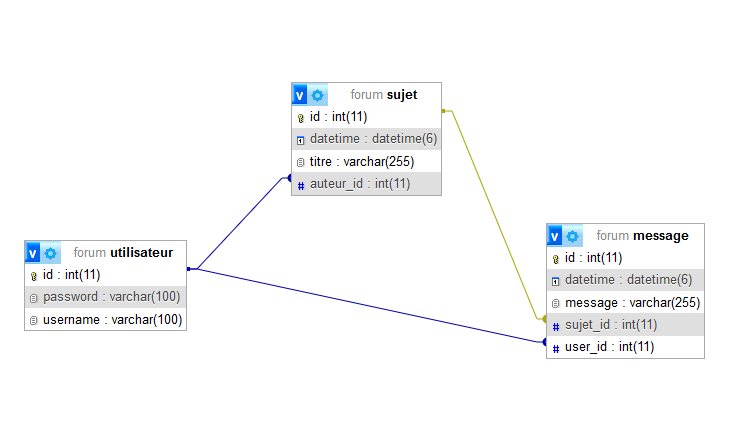 v forum sujet
id : int(11)
datetime : datetime(6)
titre : varchar(255)
# auteur_id : int(11)
v forum utilisateur
id : int(11)
password : varchar(100)
username : varchar(100)
v forum message
id : int(11)
datetime : datetime(6)
message : varchar(255)
# sujet_id : int(11)
# user_id : int(11)